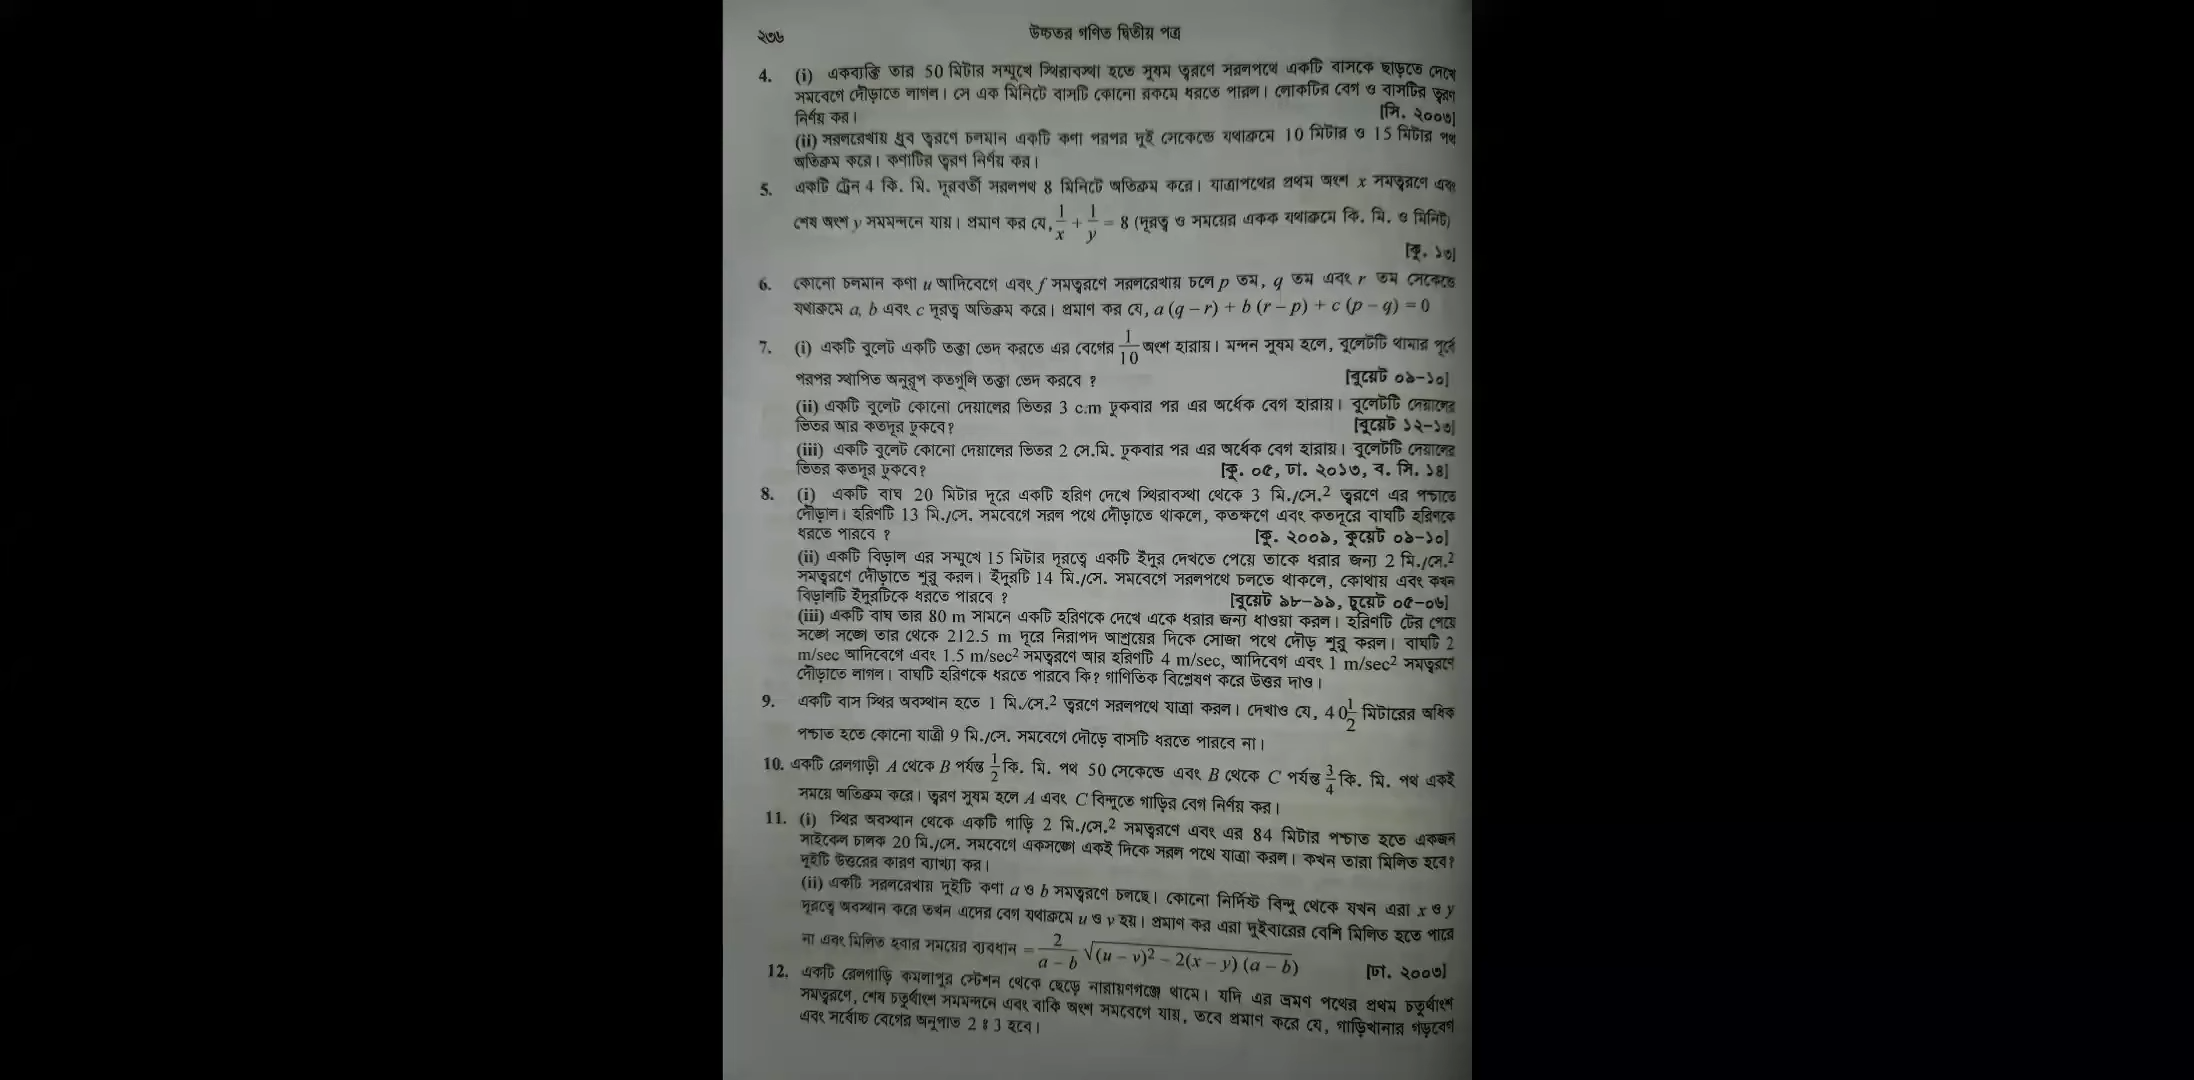 ২৩৬
উচ্চতর গণিত দ্বিতীয় পত্র
4. (i) একব্যক্তি তার 50 মিটার সম্মুখে স্থিরাবস্থা হতে সুষম ত্বরণে সরলপথে একটি বাসকে ছাড়তে দেখে
সমবেগে দৌড়াতে লাগল। সে এক মিনিটে বাসটি কোনো রকমে ধরতে পারল। লোকটির বেগ ও বাসটির ত্বরণ
নির্ণয় কর। [সি. ২০০৩]
(ii) সরলরেখায় ধ্রুব ত্বরণে চলমান একটি কণা পরপর দুই সেকেন্ডে যথাক্রমে 10 মিটার ও 15 মিটার পথ
অতিক্রম করে। কণাটির ত্বরণ নির্ণয় কর।
5. একটি ট্রেন 4 কি. মি. দূরবর্তী সরলপথ 8 মিনিটে অতিক্রম করে। যাত্রাপথের প্রথম অংশ x সমত্বরণে এবং
শেষ অংশ y সমমন্দনে যায়। প্রমাণ কর যে, 1/x + 1/y = 8 (দূরত্ব ও সময়ের একক যথাক্রমে কি. মি. ও মিনিট)
[কু. ১৩]
6. কোনো চলমান কণা u আদিবেগে এবং f সমত্বরণে সরলরেখায় চলে p তম, q তম এবং r তম সেকেন্ডে
যথাক্রমে a, b এবং c দূরত্ব অতিক্রম করে। প্রমাণ কর যে, a (q – r) + b (r – p) + c (p – q) = 0
7. (i) একটি বুলেট একটি তক্তা ভেদ করতে এর বেগের 1/10 অংশ হারায়। মন্দন সুষম হলে, বুলেটটি থামার পূর্বে
পরপর স্থাপিত অনুরূপ কতগুলি তক্তা ভেদ করবে ? [বুয়েট ০৯-১০]
(ii) একটি বুলেট কোনো দেয়ালের ভিতর 3 c.m ঢুকবার পর এর অর্ধেক বেগ হারায়। বুলেটটি দেয়ালের
ভিতর আর কতদূর ঢুকবে? [বুয়েট ১২-১৩]
(iii) একটি বুলেট কোনো দেয়ালের ভিতর 2 সে.মি. ঢুকবার পর এর অর্ধেক বেগ হারায়। বুলেটটি দেয়ালের
ভিতর কতদূর ঢুকবে? [কু. ০৫, ঢা. ২০১৩, ব. সি. ১৪]
8. (i) একটি বাঘ 20 মিটার দূরে একটি হরিণ দেখে স্থিরাবস্থা থেকে 3 মি./সে.² ত্বরণে এর পশ্চাতে
দৌড়াল। হরিণটি 13 মি./সে. সমবেগে সরল পথে দৌড়াতে থাকলে, কতক্ষণে এবং কতদূরে বাঘটি হরিণকে
ধরতে পারবে ? [কু. ২০০৯, কুয়েট ০৯-১০]
(ii) একটি বিড়াল এর সম্মুখে 15 মিটার দূরত্বে একটি ইঁদুর দেখতে পেয়ে তাকে ধরার জন্য 2 মি./সে.²
সমত্বরণে দৌড়াতে শুরু করল। ইঁদুরটি 14 মি./সে. সমবেগে সরলপথে চলতে থাকলে, কোথায় এবং কখন
বিড়ালটি ইঁদুরটিকে ধরতে পারবে ? [বুয়েট ৯৮-৯৯, চুয়েট ০৫-০৬]
(iii) একটি বাঘ তার 80 m সামনে একটি হরিণকে দেখে একে ধরার জন্য ধাওয়া করল। হরিণটি টের পেয়ে
সঙ্গে সঙ্গে তার থেকে 212.5 m দূরে নিরাপদ আশ্রয়ের দিকে সোজা পথে দৌড় শুরু করল। বাঘটি 2
m/sec আদিবেগে এবং 1.5 m/sec² সমত্বরণে আর হরিণটি 4 m/sec, আদিবেগ এবং 1 m/sec² সমত্বরণে
দৌড়াতে লাগল। বাঘটি হরিণকে ধরতে পারবে কি? গাণিতিক বিশ্লেষণ করে উত্তর দাও।
9. একটি বাস স্থির অবস্থান হতে 1 মি./সে.² ত্বরণে সরলপথে যাত্রা করল। দেখাও যে, 40 1/2 মিটারের অধিক
পশ্চাত হতে কোনো যাত্রী 9 মি./সে. সমবেগে দৌড়ে বাসটি ধরতে পারবে না।
10. একটি রেলগাড়ী A থেকে B পর্যন্ত 1/2 কি. মি. পথ 50 সেকেন্ডে এবং B থেকে C পর্যন্ত 3/4 কি. মি. পথ একই
সময়ে অতিক্রম করে। ত্বরণ সুষম হলে A এবং C বিন্দুতে গাড়ির বেগ নির্ণয় কর।
11. (i) স্থির অবস্থান থেকে একটি গাড়ি 2 মি./সে.² সমত্বরণে এবং এর 84 মিটার পশ্চাত হতে একজন
সাইকেল চালক 20 মি./সে. সমবেগে একসঙ্গে একই দিকে সরল পথে যাত্রা করল। কখন তারা মিলিত হবে?
দুইটি উত্তরের কারণ ব্যাখ্যা কর।
(ii) একটি সরলরেখায় দুইটি কণা a ও b সমত্বরণে চলছে। কোনো নির্দিষ্ট বিন্দু থেকে যখন এরা x ও y
দূরত্বে অবস্থান করে তখন এদের বেগ যথাক্রমে u ও v হয়। প্রমাণ কর এরা দুইবারের বেশি মিলিত হতে পারে
না এবং মিলিত হবার সময়ের ব্যবধান = 2/(a – b) √(u – v)² – 2(x – y) (a – b) [ঢা. ২০০৩]
12. একটি রেলগাড়ি কমলাপুর স্টেশন থেকে ছেড়ে নারায়ণগঞ্জে থামে। যদি এর ভ্রমণ পথের প্রথম চতুর্থাংশ
সমত্বরণে, শেষ চতুর্থাংশ সমমন্দনে এবং বাকি অংশ সমবেগে যায়, তবে প্রমাণ করে যে, গাড়িখানার গড়বেগ
এবং সর্বোচ্চ বেগের অনুপাত 2 : 3 হবে।